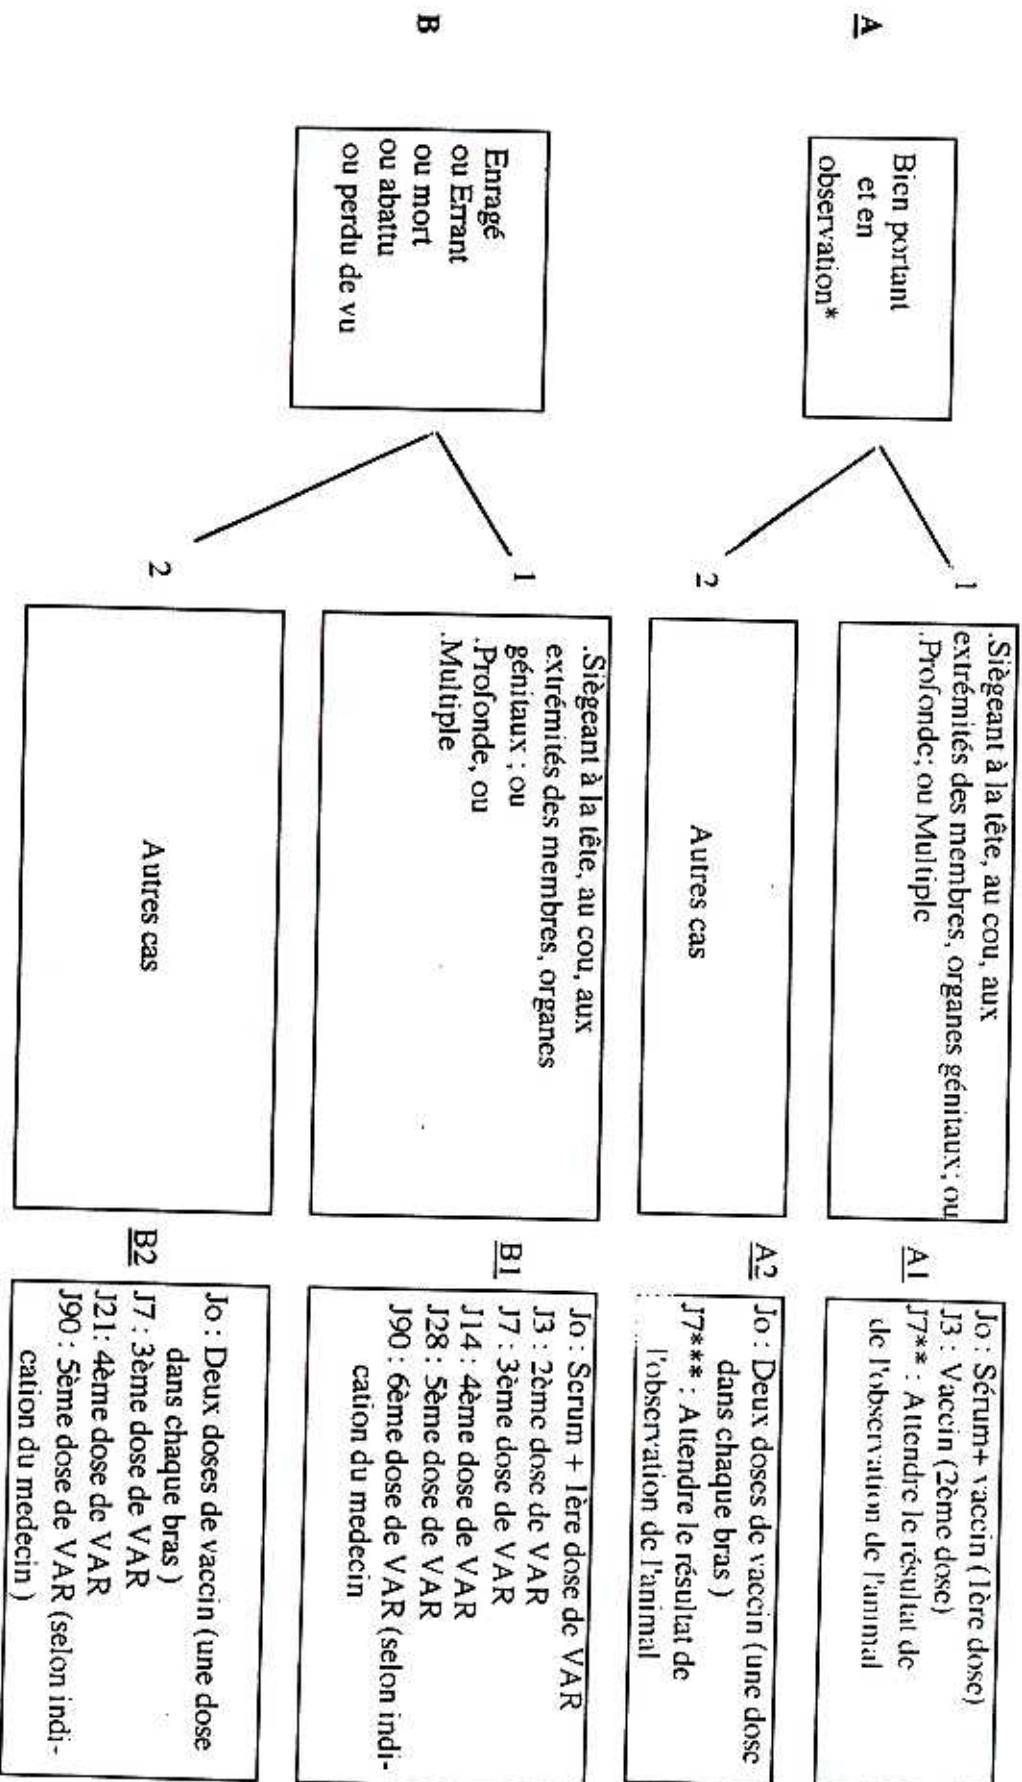 A
Bien portant
et en
observation*
1
.Siègeant à la tête, au cou, aux
extrémités des membres, organes génitaux; ou
.Profonde; ou Multiple
A1
Jo : Sérum+ vaccin (1ère dose)
J3 : Vaccin (2ème dose)
J7** : Attendre le résultat de
de l'observation de l'animal
2
Autres cas
A2
Jo : Deux doses de vaccin (une dose
dans chaque bras )
J7*** : Attendre le résultat de
l'observation de l'animal
B
Enragé
ou Errant
ou mort
ou abattu
ou perdu de vu
1
.Siègeant à la tête, au cou, aux
extrémités des membres, organes
génitaux ; ou
.Profonde, ou
.Multiple
B1
Jo : Serum + 1ère dose de VAR
J3 : 2ème dose de VAR
J7 : 3ème dose de VAR
J14 : 4ème dose de VAR
J28 : 5ème dose de VAR
J90 : 6ème dose de VAR (selon indi-
cation du medecin
2
Autres cas
B2
Jo : Deux doses de vaccin (une dose
dans chaque bras )
J7 : 3ème dose de VAR
J21 : 4ème dose de VAR
J90 : 5ème dose de VAR (selon indi-
cation du medecin )